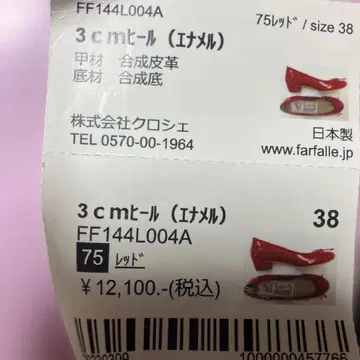 FF144L004A 75ﾚｯﾄﾞ / size 38
3cmﾋｰﾙ（ｴﾅﾒﾙ）
甲材 合成皮革
底材 合成底
株式会社クロシェ 日本製
TEL 0570-00-1964 www.farfalle.jp
3cmﾋｰﾙ（ｴﾅﾒﾙ） 38
FF144L004A
75 ﾚｯﾄﾞ
¥12,100.-(税込)